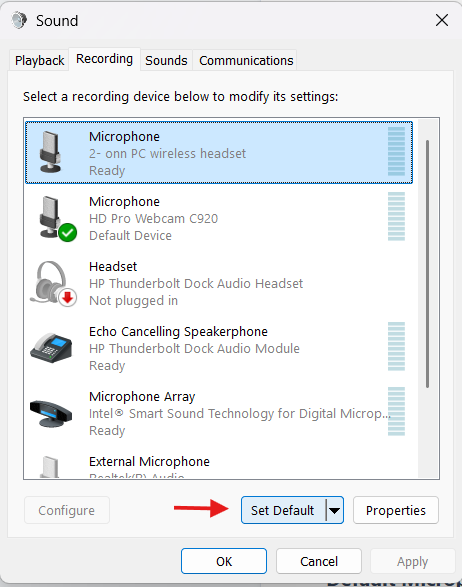 Sound
Playback
Recording
Sounds
Communications
Select a recording device below to modify its settings:
Microphone
2- onn PC wireless headset
Ready
Microphone
HD Pro Webcam C920
Default Device
Headset
HP Thunderbolt Dock Audio Headset
Not plugged in
Echo Cancelling Speakerphone
HP Thunderbolt Dock Audio Module
Ready
Microphone Array
Intel® Smart Sound Technology for Digital Microp...
Ready
External Microphone
Realtek(R) Audio
Configure
Set Default
Properties
OK
Cancel
Apply